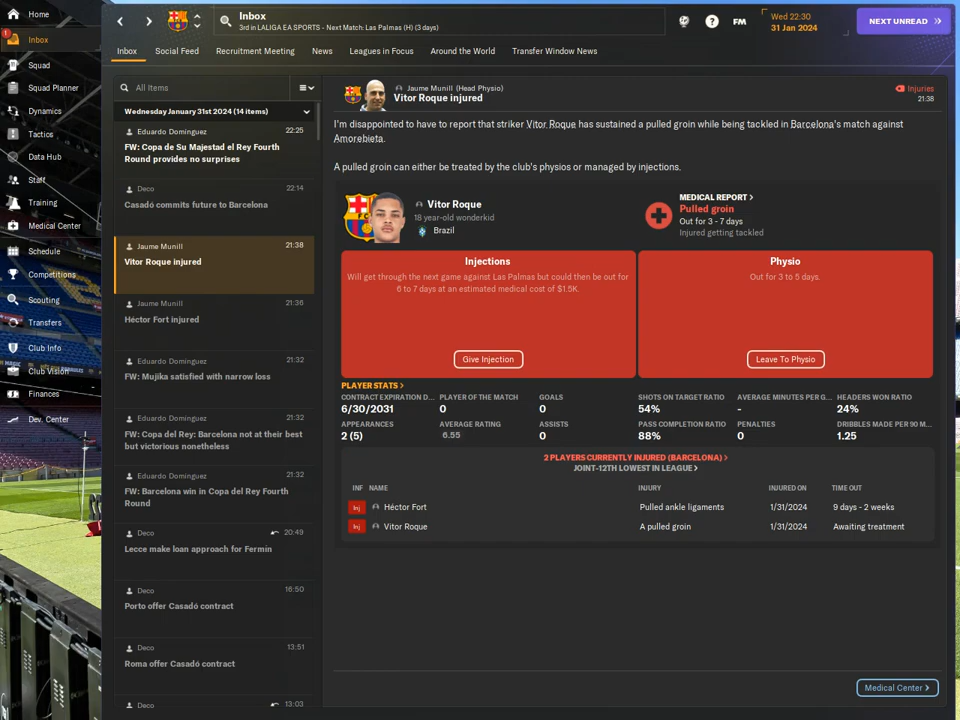 Home
Inbox
3rd in LALIGA EA SPORTS - Next Match: Las Palmas (H) (3 days)
?
FM
Wed 22:30
31 Jan 2024
NEXT UNREAD
1
Inbox
Squad
Squad Planner
Dynamics
Tactics
Data Hub
Staff
Training
Medical Center
Schedule
Competitions
Scouting
Transfers
Club Info
Club Vision
Finances
Dev. Center
Inbox
Social Feed
Recruitment Meeting
News
Leagues in Focus
Around the World
Transfer Window News
All Items
Wednesday January 31st 2024 (14 items)
Eduardo Domínguez 22:25
FW: Copa de Su Majestad el Rey Fourth
Round provides no surprises
Deco 22:14
Casadó commits future to Barcelona
Jaume Munill 21:38
Vitor Roque injured
Jaume Munill 21:36
Héctor Fort injured
Eduardo Domínguez 21:32
FW: Mujika satisfied with narrow loss
Eduardo Domínguez 21:32
FW: Copa del Rey: Barcelona not at their best
but victorious nonetheless
Eduardo Domínguez 21:32
FW: Barcelona win in Copa del Rey Fourth
Round
Deco 20:49
Lecce make loan approach for Fermín
Deco 16:50
Porto offer Casadó contract
Deco 13:51
Roma offer Casadó contract
Deco 13:03
Jaume Munill (Head Physio)
Vitor Roque injured
Injuries
21:38
I'm disappointed to have to report that striker Vitor Roque has sustained a pulled groin while being tackled in Barcelona's match against
Amorebieta.
A pulled groin can either be treated by the club's physios or managed by injections.
Vitor Roque
18 year-old wonderkid
Brazil
MEDICAL REPORT >
Pulled groin
Out for 3 - 7 days
Injured getting tackled
Injections
Will get through the next game against Las Palmas but could then be out for
6 to 7 days at an estimated medical cost of $1.5K.
Give Injection
Physio
Out for 3 to 5 days.
Leave To Physio
PLAYER STATS >
CONTRACT EXPIRATION D... PLAYER OF THE MATCH GOALS SHOTS ON TARGET RATIO AVERAGE MINUTES PER G... HEADERS WON RATIO
6/30/2031 0 0 54% - 24%
APPEARANCES AVERAGE RATING ASSISTS PASS COMPLETION RATIO PENALTIES DRIBBLES MADE PER 90 M...
2 (5) 6.55 0 88% 0 1.25
2 PLAYERS CURRENTLY INJURED (BARCELONA) >
JOINT-12TH LOWEST IN LEAGUE >
INF NAME INJURY INJURED ON TIME OUT
Inj Héctor Fort Pulled ankle ligaments 1/31/2024 9 days - 2 weeks
Inj Vitor Roque A pulled groin 1/31/2024 Awaiting treatment
Medical Center >